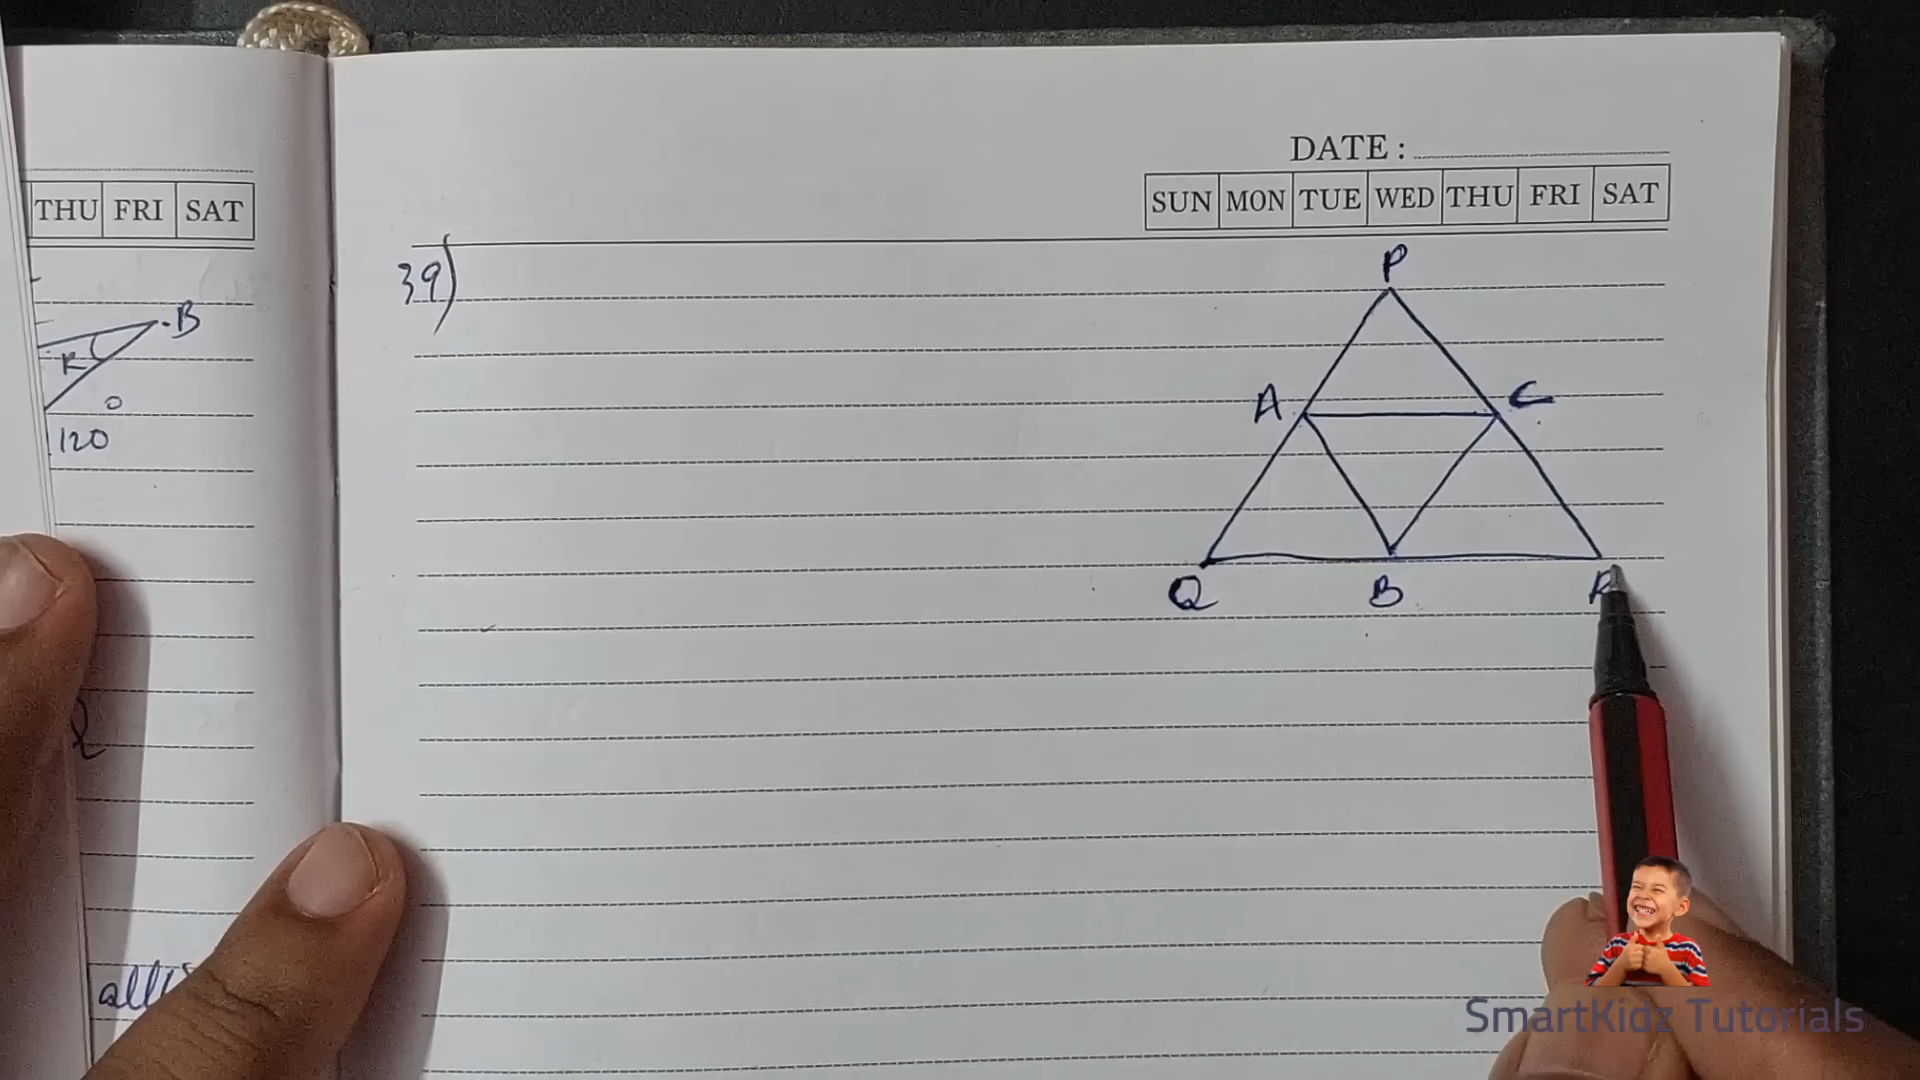 DATE :
SUN MON TUE WED THU FRI SAT
THU FRI SAT
39)
P
A C
Q B R
B
R
120
SmartKidz Tutorials